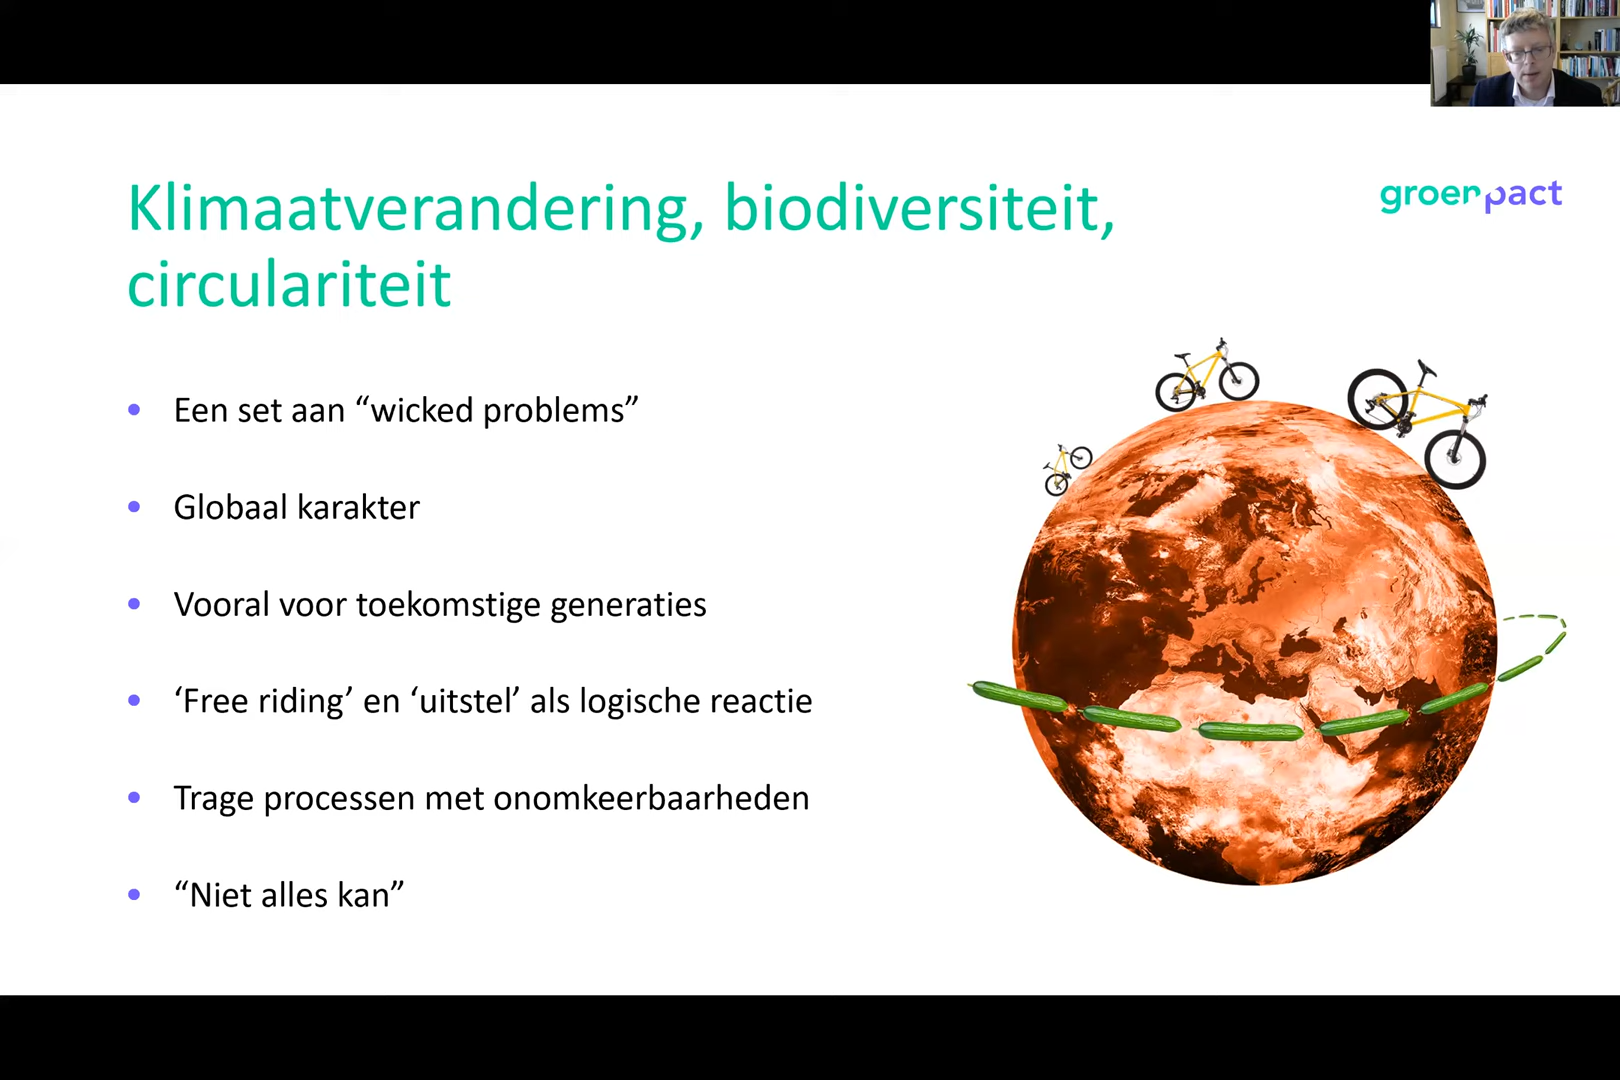 groenpact
Klimaatverandering, biodiversiteit,
circulariteit
• Een set aan “wicked problems”
• Globaal karakter
• Vooral voor toekomstige generaties
• ‘Free riding’ en ‘uitstel’ als logische reactie
• Trage processen met onomkeerbaarheden
• “Niet alles kan”